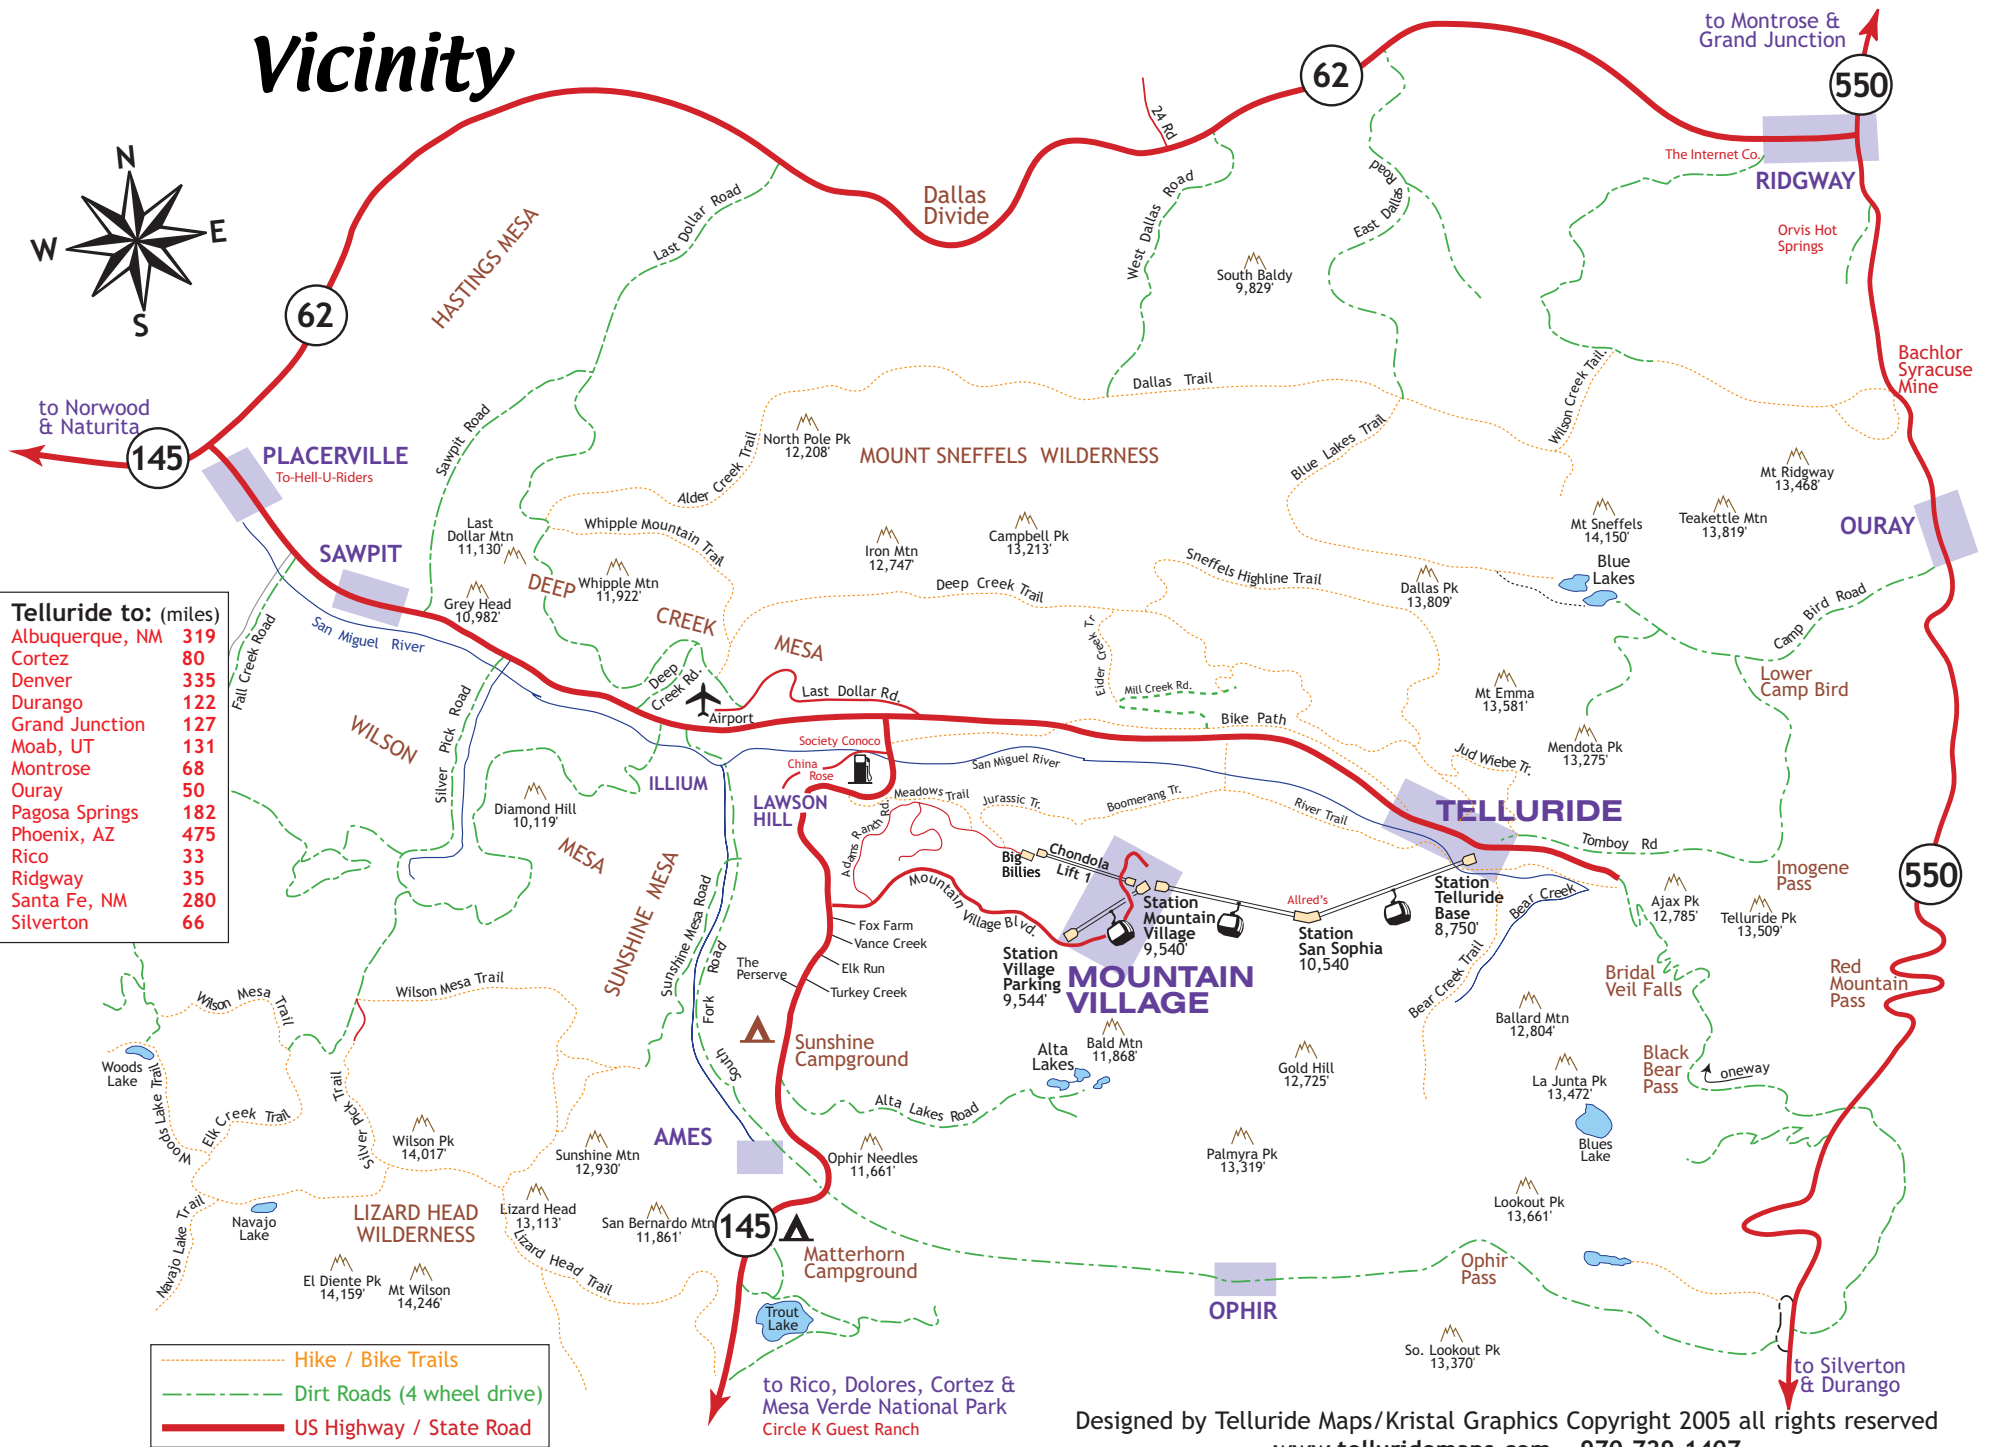 Vicinity
to Montrose &
Grand Junction
550
62
24 Rd
The Internet Co.
RIDGWAY
Orvis Hot
Springs
N
W
E
S
HASTINGS MESA
Last Dollar Road
Dallas
Divide
West Dallas Road
East Dallas
Road
South Baldy
9,829'
62
Bachlor
Syracuse
Mine
to Norwood
& Naturita
145
PLACERVILLE
To-Hell-U-Riders
Sawpit Road
Dallas Trail
Wilson Creek Tail.
Blue Lakes Trail
North Pole Pk
12,208'
Alder Creek Trail
MOUNT SNEFFELS WILDERNESS
Mt Ridgway
13,468'
Teakettle Mtn
13,819'
Mt Sneffels
14,150'
OURAY
SAWPIT
Last
Dollar Mtn
11,130'
Whipple Mountain Trail
Iron Mtn
12,747'
Campbell Pk
13,213'
Sneffels Highline Trail
Dallas Pk
13,809'
Blue
Lakes
Camp Bird Road
Lower
Camp Bird
DEEP
CREEK
MESA
Whipple Mtn
11,922'
Grey Head
10,982'
Deep Creek Trail
Elder Creek Tr
Mill Creek Rd.
Mt Emma
13,581'
Mendota Pk
13,275'
Telluride to: (miles)
Albuquerque, NM 319
Cortez 80
Denver 335
Durango 122
Grand Junction 127
Moab, UT 131
Montrose 68
Ouray 50
Pagosa Springs 182
Phoenix, AZ 475
Rico 33
Ridgway 35
Santa Fe, NM 280
Silverton 66
Fall Creek Road
San Miguel River
Silver Pick Road
Deep
Creek Rd.
Airport
Last Dollar Rd.
Bike Path
Jud Wiebe Tr.
WILSON
MESA
Diamond Hill
10,119'
ILLIUM
Society Conoco
China
Rose
LAWSON
HILL
San Miguel River
Meadows Trail
Jurassic Tr.
Boomerang Tr.
River Trail
TELLURIDE
Tomboy Rd
Imogene
Pass
550
Adams Ranch Rd.
Big
Billies
Chondola
Lift 1
Mountain Village Blvd.
Station
Mountain
Village
9,540'
Allred's
Station
San Sophia
10,540
Station
Telluride
Base
8,750'
Bear Creek
Bear Creek Trail
Ajax Pk
12,785'
Telluride Pk
13,509'
Station
Village
Parking
9,544'
MOUNTAIN
VILLAGE
SUNSHINE MESA
Sunshine Mesa Road
South Fork Road
Fox Farm
Vance Creek
Elk Run
Turkey Creek
The
Perserve
Bridal
Veil Falls
Red
Mountain
Pass
Black
Bear
Pass
oneway
Ballard Mtn
12,804'
La Junta Pk
13,472'
Blues
Lake
Wilson Mesa Trail
Wilson Mesa Trail
Woods
Lake
Woods Lake Trail
Elk Creek Trail
Silver Pick Trail
Sunshine
Campground
Alta
Lakes
Bald Mtn
11,868'
Gold Hill
12,725'
Alta Lakes Road
Wilson Pk
14,017'
Sunshine Mtn
12,930'
AMES
Ophir Needles
11,661'
Palmyra Pk
13,319'
Lookout Pk
13,661'
Navajo Lake Trail
Navajo
Lake
LIZARD HEAD
WILDERNESS
Lizard Head
13,113'
San Bernardo Mtn
11,861'
145
Lizard Head Trail
Matterhorn
Campground
El Diente Pk
14,159'
Mt Wilson
14,246'
Trout
Lake
OPHIR
Ophir
Pass
So. Lookout Pk
13,370'
to Silverton
& Durango
Hike / Bike Trails
Dirt Roads (4 wheel drive)
US Highway / State Road
to Rico, Dolores, Cortez &
Mesa Verde National Park
Circle K Guest Ranch
Designed by Telluride Maps/Kristal Graphics Copyright 2005 all rights reserved
www.telluridemaps.com 970-728-1407